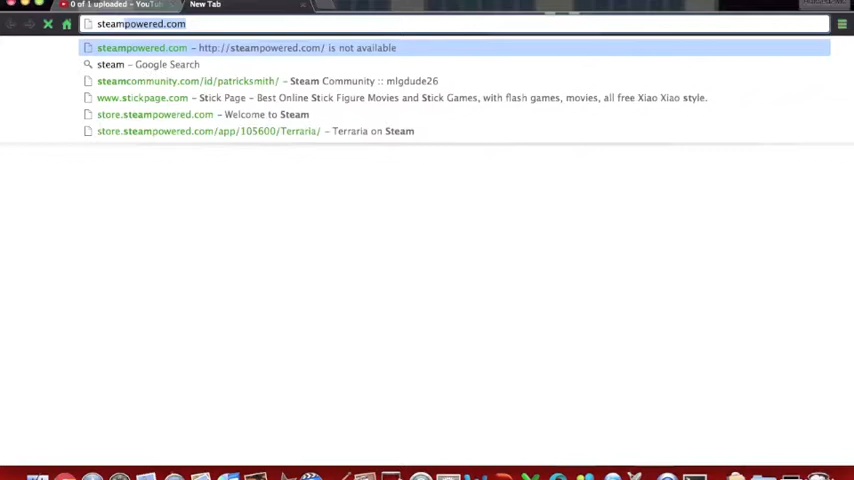 0 of 1 uploaded – YouTu
New Tab
steampowered.com
steampowered.com – http://steampowered.com/ is not available
steam – Google Search
steamcommunity.com/id/patricksmith/ – Steam Community :: mlgdude26
www.stickpage.com – Stick Page – Best Online Stick Figure Movies and Stick Games, with flash games, movies, all free Xiao Xiao style.
store.steampowered.com – Welcome to Steam
store.steampowered.com/app/105600/Terraria/ – Terraria on Steam